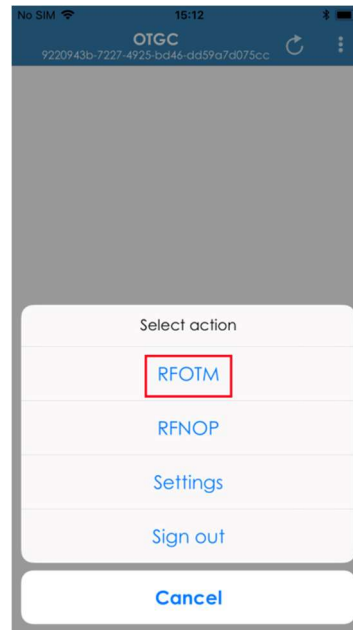 No SIM 15:12
OTGC
9220943b-7227-4925-bd46-dd59a7d075cc
Select action
RFOTM
RFNOP
Settings
Sign out
Cancel